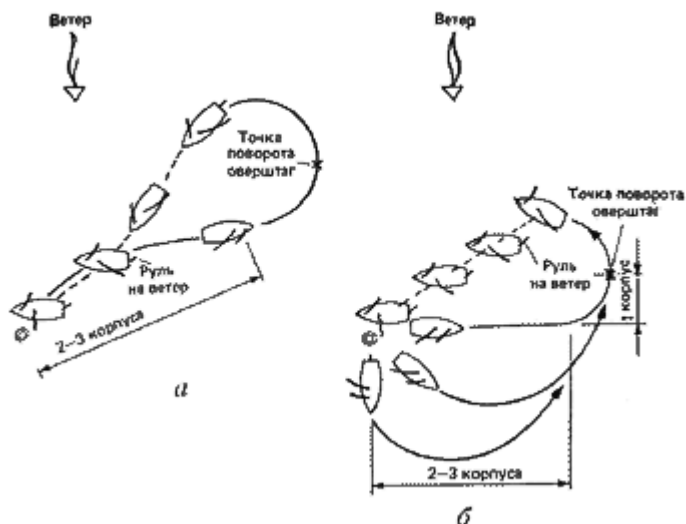 Ветер
Точка
поворота
оверштаг
Руль
на ветер
2–3 корпуса
а
Ветер
Точка поворота
оверштаг
Руль
на ветер
1 корпус
2–3 корпуса
б